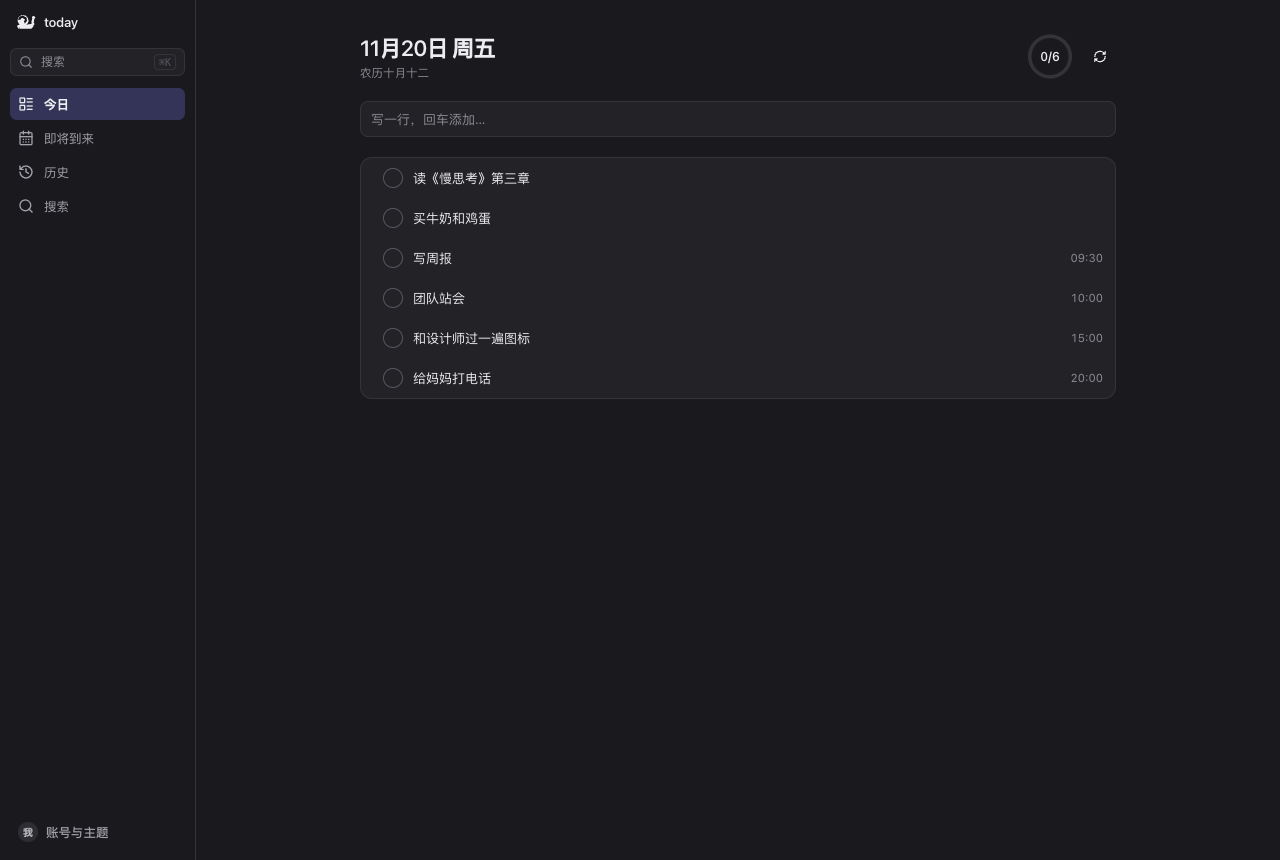 today
搜索 ⌘K
今日
即将到来
历史
搜索
我 账号与主题
11月20日 周五
农历十月十二
0/6
写一行，回车添加...
读《慢思考》第三章
买牛奶和鸡蛋
写周报 09:30
团队站会 10:00
和设计师过一遍图标 15:00
给妈妈打电话 20:00